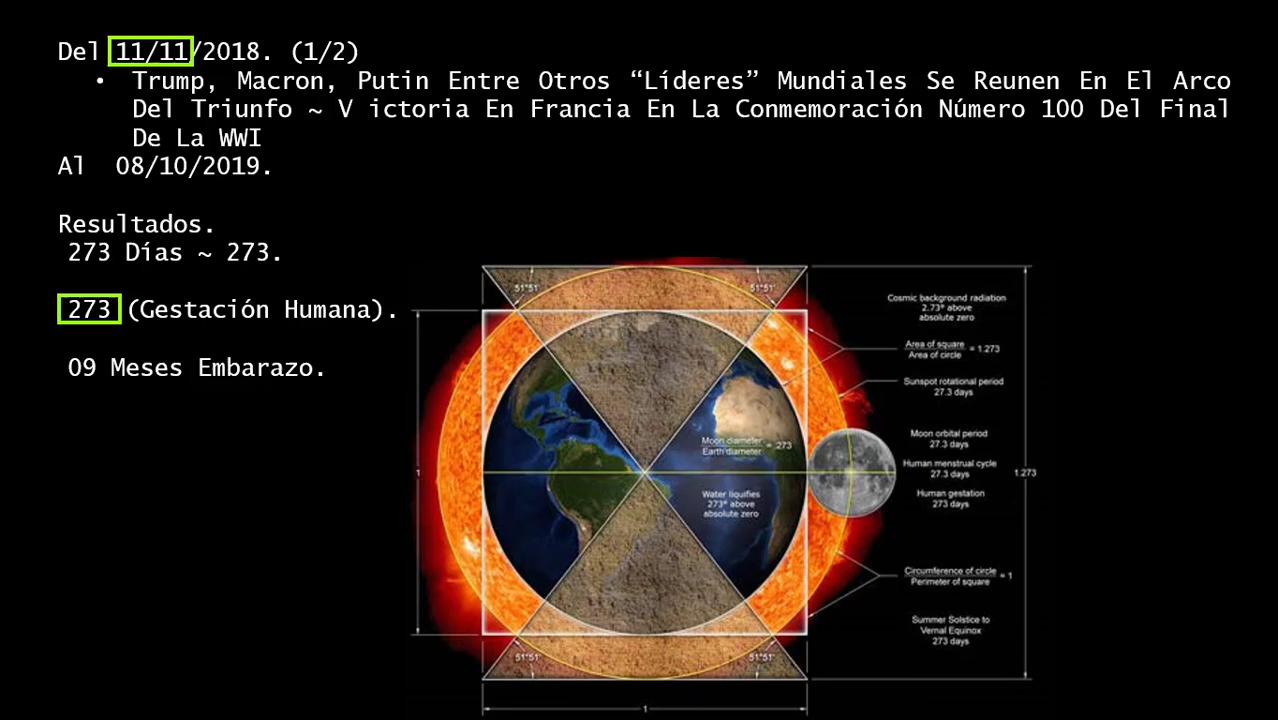 Del 11/11/2018. (1/2)
• Trump, Macron, Putin Entre Otros “Líderes” Mundiales Se Reunen En El Arco
Del Triunfo ~ V ictoria En Francia En La Conmemoración Número 100 Del Final
De La WWI
Al 08/10/2019.
Resultados.
273 Días ~ 273.
273 (Gestación Humana).
09 Meses Embarazo.
51°51'
51°51'
Cosmic background radiation
2.73° above
absolute zero
Area of square
Area of circle
= 1.273
Sunspot rotational period
27.3 days
Moon diameter
Earth diameter
= .273
Moon orbital period
27.3 days
Human menstrual cycle
27.3 days
1
1.273
Water liquifies
273° above
absolute zero
Human gestation
273 days
Circumference of circle
Perimeter of square
= 1
Summer Solstice to
Vernal Equinox
273 days
51°51'
51°51'
1